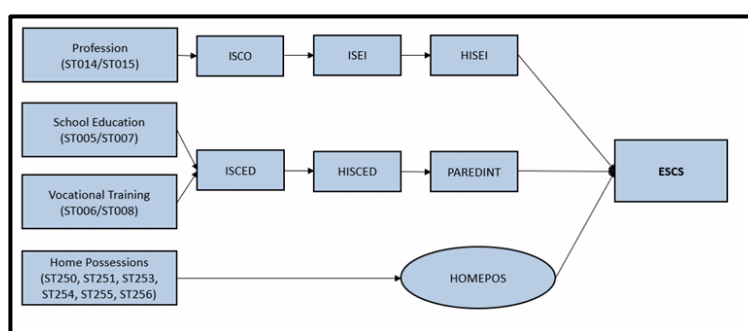 Profession
(ST014/ST015)
ISCO
ISEI
HISEI
School Education
(ST005/ST007)
ISCED
HISCED
PAREDINT
ESCS
Vocational Training
(ST006/ST008)
Home Possessions
(ST250, ST251, ST253,
ST254, ST255, ST256)
HOMEPOS